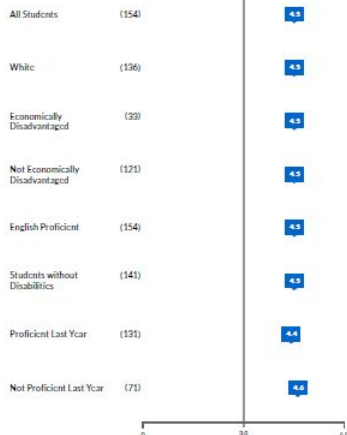 All Students (154) 4.5
White (136) 4.5
Economically (33) 4.5
Disadvantaged
Not Economically (121) 4.5
Disadvantaged
English Proficient (154) 4.5
Students without (141) 4.5
Disabilities
Proficient Last Year (131) 4.4
Not Proficient Last Year (71) 4.6
0 3.0